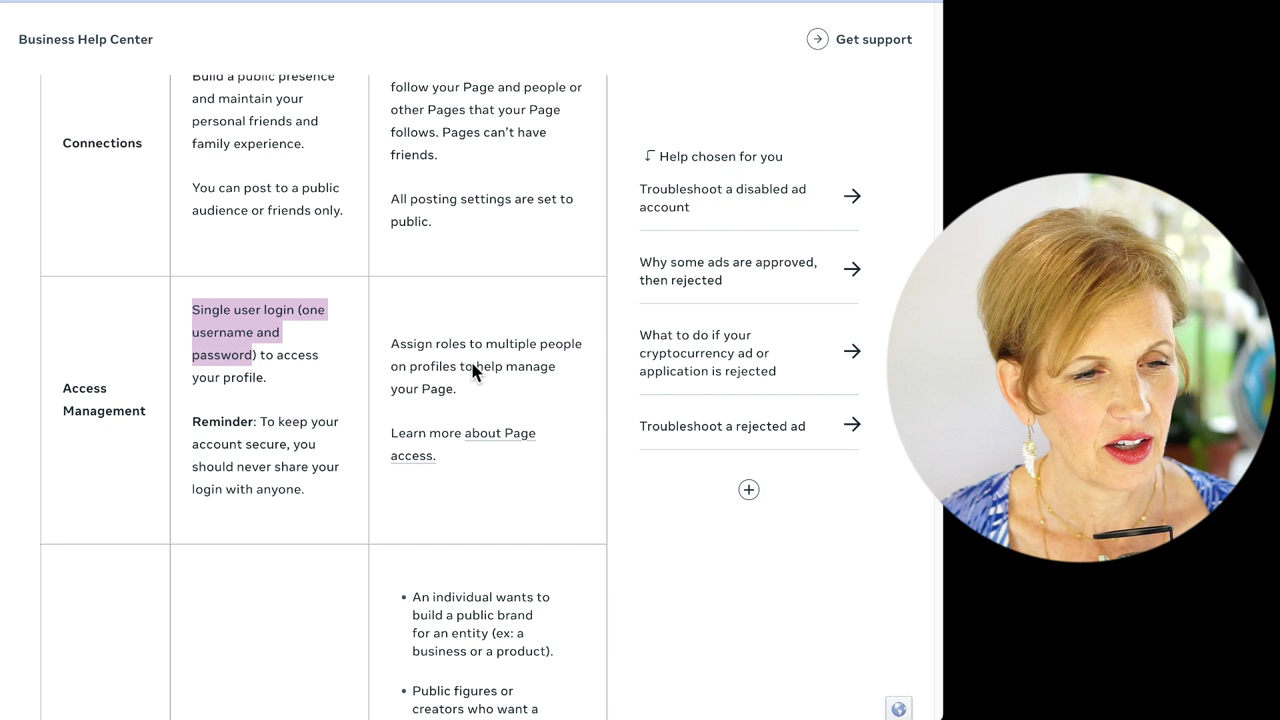 Business Help Center
Get support
Connections
Build a public presence
and maintain your
personal friends and
family experience.
You can post to a public
audience or friends only.
follow your Page and people or
other Pages that your Page
follows. Pages can't have
friends.
All posting settings are set to
public.
Access
Management
Single user login (one
username and
password) to access
your profile.
Reminder: To keep your
account secure, you
should never share your
login with anyone.
Assign roles to multiple people
on profiles to help manage
your Page.
Learn more about Page
access.
• An individual wants to
build a public brand
for an entity (ex: a
business or a product).
• Public figures or
creators who want a
Help chosen for you
Troubleshoot a disabled ad
account
Why some ads are approved,
then rejected
What to do if your
cryptocurrency ad or
application is rejected
Troubleshoot a rejected ad